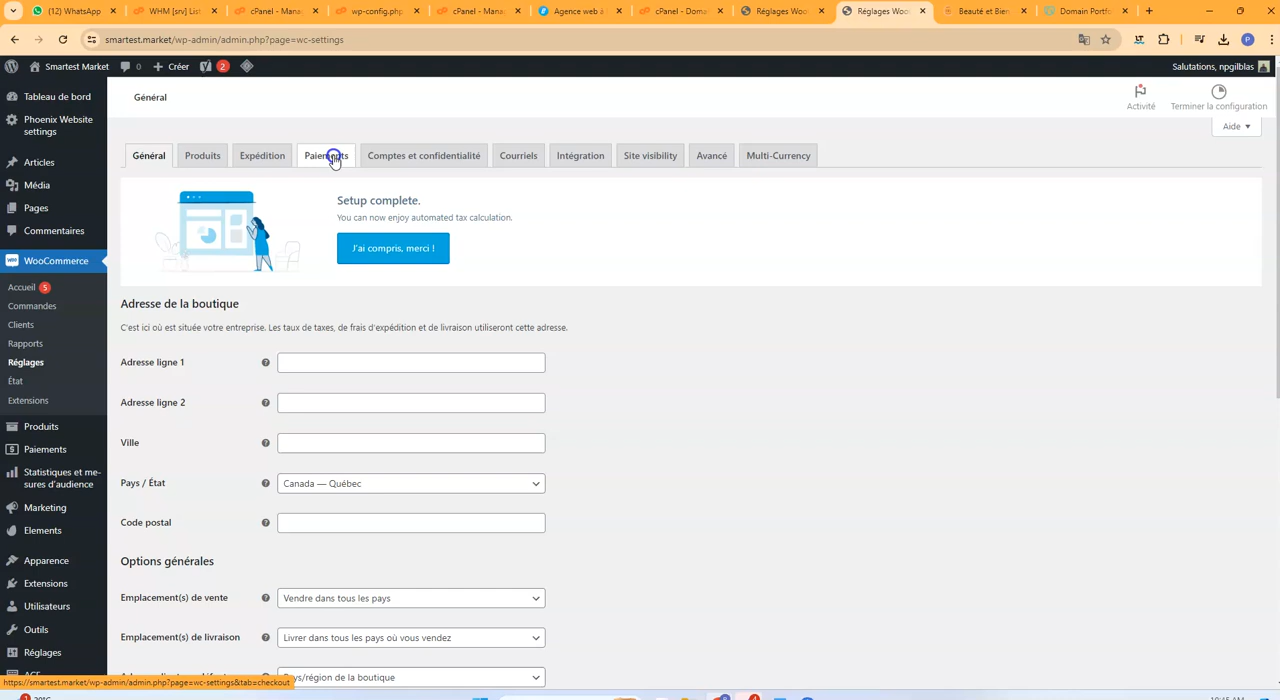 (12) WhatsApp
WHM [srv] List
cPanel - Mana
wp-config.php
cPanel - Mana
Agence web à
cPanel - Dom
Réglages Woo
Réglages Woo
Beauté et Bien
Domain Portfo
smartest.market/wp-admin/admin.php?page=wc-settings
Smartest Market 0 Créer 2 Salutations, npgilblas
Tableau de bord
Phoenix Website
settings
Articles
Média
Pages
Commentaires
WooCommerce
Accueil 5
Commandes
Clients
Rapports
Réglages
État
Extensions
Produits
Paiements
Statistiques et me-
sures d'audience
Marketing
Elements
Apparence
Extensions
Utilisateurs
Outils
Réglages
Général
Activité
Terminer la configuration
Aide
Général Produits Expédition Paiements Comptes et confidentialité Courriels Intégration Site visibility Avancé Multi-Currency
Setup complete.
You can now enjoy automated tax calculation.
J'ai compris, merci !
Adresse de la boutique
C'est ici où est située votre entreprise. Les taux de taxes, de frais d'expédition et de livraison utiliseront cette adresse.
Adresse ligne 1
Adresse ligne 2
Ville
Pays / État Canada — Québec
Code postal
Options générales
Emplacement(s) de vente Vendre dans tous les pays
Emplacement(s) de livraison Livrer dans tous les pays où vous vendez
Pays/région de la boutique
https://smartest.market/wp-admin/admin.php?page=wc-settings&tab=checkout